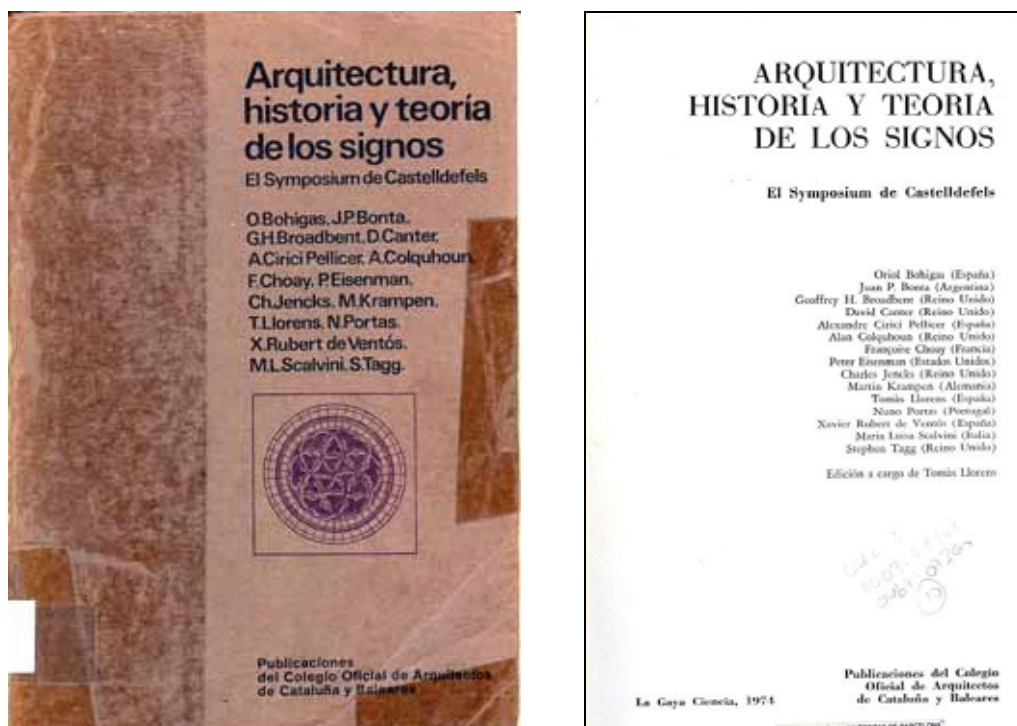 Arquitectura,
historia y teoría
de los signos
El Symposium de Castelldefels
O.Bohigas, J.P.Bonta,
G.H.Broadbent, D.Canter,
A.Cirici Pellicer, A.Colquhoun,
F.Choay, P.Eisenman,
Ch.Jencks, M.Krampen,
T.Llorens, N.Portas,
X.Rubert de Ventós,
M.L.Scalvini, S.Tagg.
Publicaciones
del Colegio Oficial de Arquitectos
de Cataluña y Baleares
ARQUITECTURA,
HISTORIA Y TEORIA
DE LOS SIGNOS
El Symposium de Castelldefels
Oriol Bohigas (España)
Juan P. Bonta (Argentina)
Geoffrey H. Broadbent (Reino Unido)
David Canter (Reino Unido)
Alexandre Cirici Pellicer (España)
Alan Colquhoun (Reino Unido)
Françoise Choay (Francia)
Peter Eisenman (Estados Unidos)
Charles Jencks (Reino Unido)
Martin Krampen (Alemania)
Tomás Llorens (España)
Nuno Portas (Portugal)
Xavier Rubert de Ventós (España)
Maria Luisa Scalvini (Italia)
Stephen Tagg (Reino Unido)
Edición a cargo de Tomás Llorens
La Gaya Ciencia, 1974
Publicaciones del Colegio
Oficial de Arquitectos
de Cataluña y Baleares